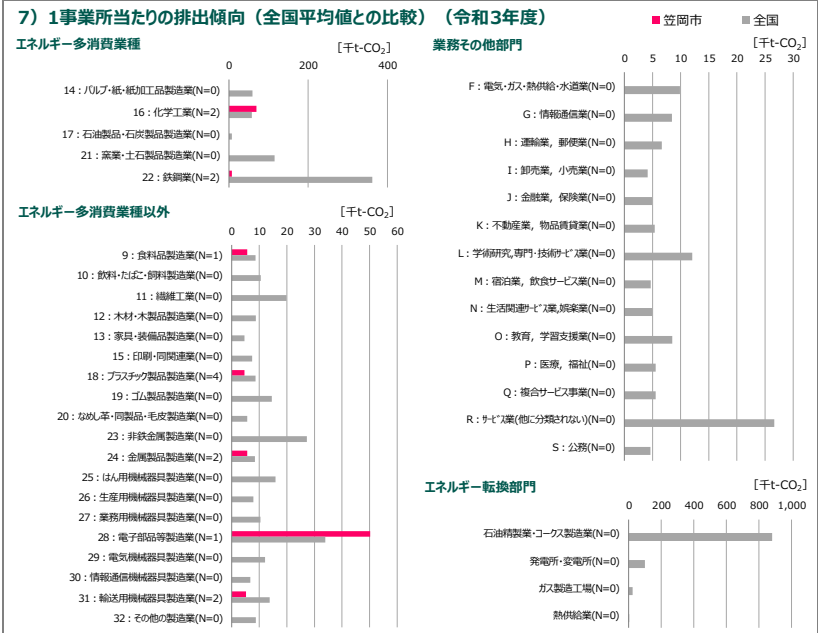 7）1事業所当たりの排出傾向（全国平均値との比較）（令和3年度）
■笠岡市 ■全国
エネルギー多消費業種
[千t-CO₂]
0 200 400
14：パルプ・紙・紙加工品製造業(N=0)
16：化学工業(N=2)
17：石油製品・石炭製品製造業(N=0)
21：窯業・土石製品製造業(N=0)
22：鉄鋼業(N=2)
エネルギー多消費業種以外
[千t-CO₂]
0 10 20 30 40 50 60
9：食料品製造業(N=1)
10：飲料・たばこ・飼料製造業(N=0)
11：繊維工業(N=0)
12：木材・木製品製造業(N=0)
13：家具・装備品製造業(N=0)
15：印刷・同関連業(N=0)
18：プラスチック製品製造業(N=4)
19：ゴム製品製造業(N=0)
20：なめし革・同製品・毛皮製造業(N=0)
23：非鉄金属製造業(N=0)
24：金属製品製造業(N=2)
25：はん用機械器具製造業(N=0)
26：生産用機械器具製造業(N=0)
27：業務用機械器具製造業(N=0)
28：電子部品等製造業(N=1)
29：電気機械器具製造業(N=0)
30：情報通信機械器具製造業(N=0)
31：輸送用機械器具製造業(N=2)
32：その他の製造業(N=0)
業務その他部門
[千t-CO₂]
0 5 10 15 20 25 30
F：電気・ガス・熱供給・水道業(N=0)
G：情報通信業(N=0)
H：運輸業，郵便業(N=0)
I：卸売業，小売業(N=0)
J：金融業，保険業(N=0)
K：不動産業，物品賃貸業(N=0)
L：学術研究,専門・技術ｻｰﾋﾞｽ業(N=0)
M：宿泊業，飲食サービス業(N=0)
N：生活関連ｻｰﾋﾞｽ業,娯楽業(N=0)
O：教育，学習支援業(N=0)
P：医療，福祉(N=0)
Q：複合サービス事業(N=0)
R：ｻｰﾋﾞｽ業(他に分類されない)(N=0)
S：公務(N=0)
エネルギー転換部門
[千t-CO₂]
0 200 400 600 800 1,000
石油精製業・コークス製造業(N=0)
発電所・変電所(N=0)
ガス製造工場(N=0)
熱供給業(N=0)